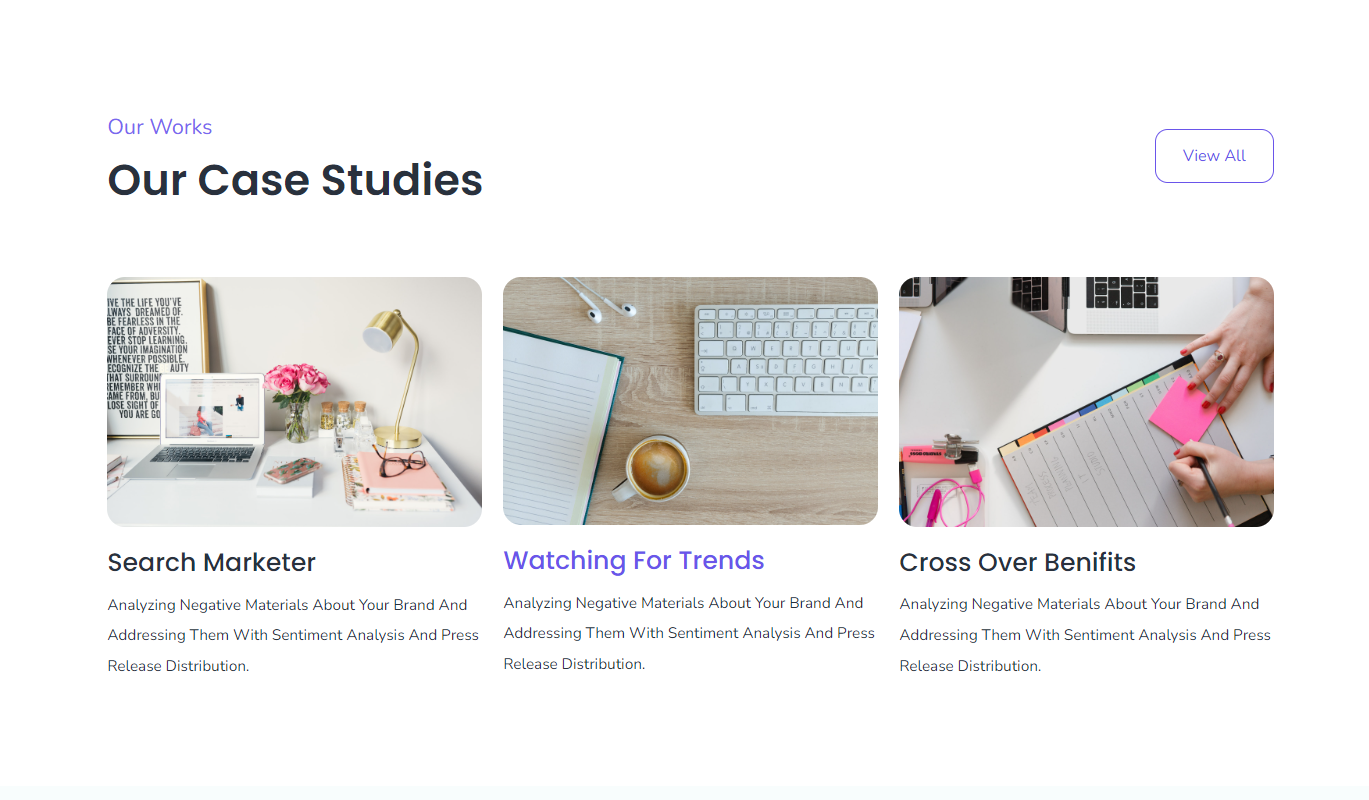 Our Works
Our Case Studies
View All
IVE THE LIFE YOU'VE
LWAYS DREAMED OF.
BE FEARLESS IN THE
FACE OF ADVERSITY.
EVER STOP LEARNING.
SE YOUR IMAGINATION
WHENEVER POSSIBLE.
ECOGNIZE THE AUTY
THAT SURROUN
REMEMBER WH
CAME FROM, BU
LOSE SIGHT OF
YOU ARE GO
Search Marketer
Analyzing Negative Materials About Your Brand And
Addressing Them With Sentiment Analysis And Press
Release Distribution.
Watching For Trends
Analyzing Negative Materials About Your Brand And
Addressing Them With Sentiment Analysis And Press
Release Distribution.
Cross Over Benifits
Analyzing Negative Materials About Your Brand And
Addressing Them With Sentiment Analysis And Press
Release Distribution.